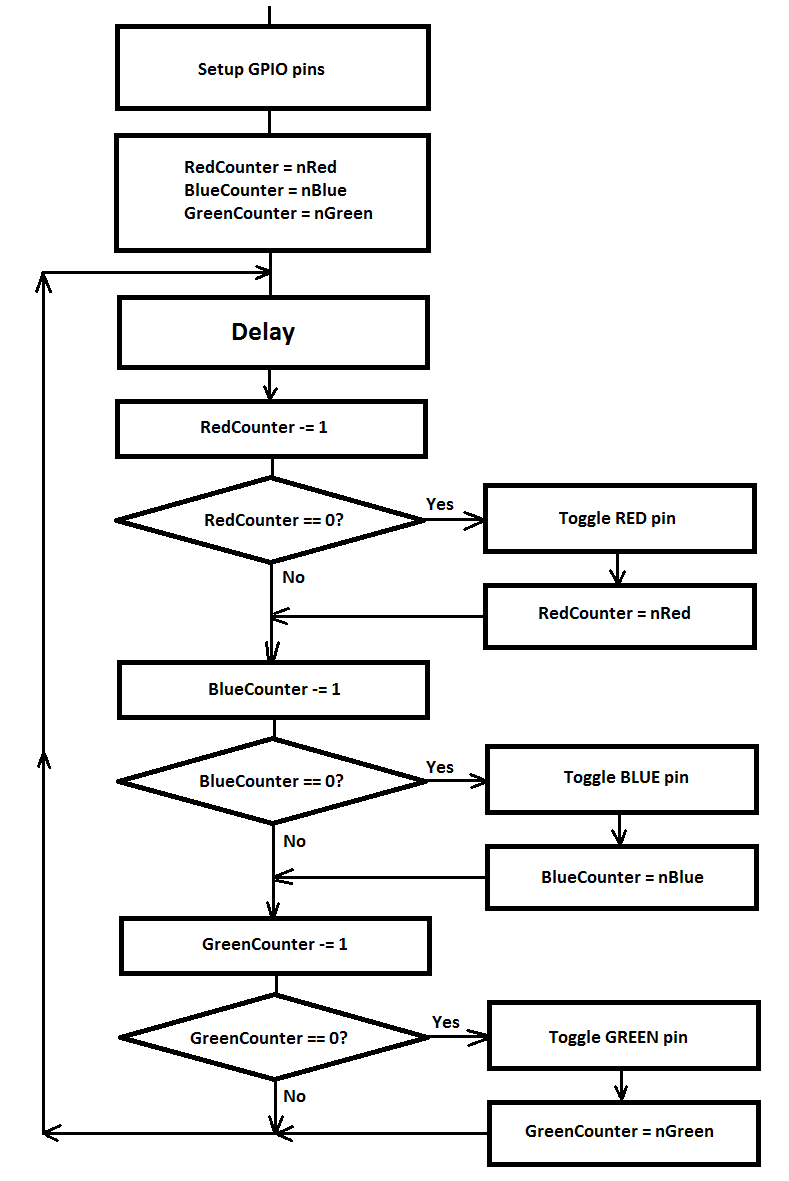 Setup GPIO pins
RedCounter = nRed
BlueCounter = nBlue
GreenCounter = nGreen
Delay
RedCounter -= 1
RedCounter == 0?
Yes
Toggle RED pin
No
RedCounter = nRed
BlueCounter -= 1
BlueCounter == 0?
Yes
Toggle BLUE pin
No
BlueCounter = nBlue
GreenCounter -= 1
GreenCounter == 0?
Yes
Toggle GREEN pin
No
GreenCounter = nGreen